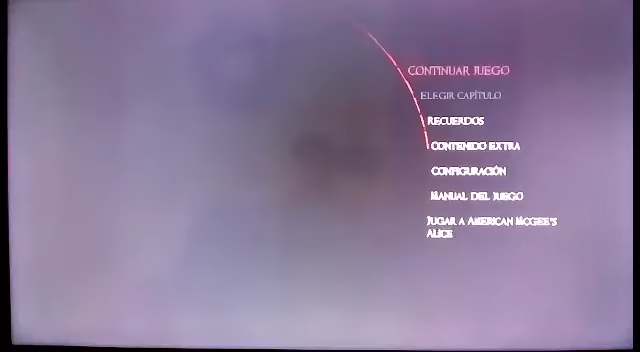 CONTINUAR JUEGO
ELEGIR CAPÍTULO
RECUERDOS
CONTENIDO EXTRA
CONFIGURACIÓN
MANUAL DEL JUEGO
JUGAR A AMERICAN MCGEE'S
ALICE